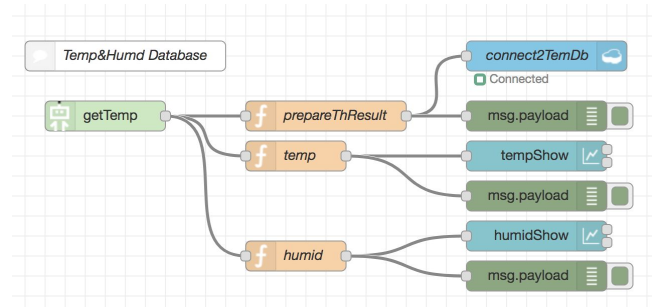 Temp&Humd Database
connect2TemDb
Connected
getTemp
prepareThResult
msg.payload
temp
tempShow
msg.payload
humidShow
humid
msg.payload